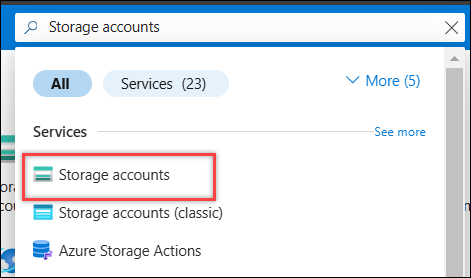 Storage accounts
All
Services (23)
More (5)
Services
See more
Storage accounts
Storage accounts (classic)
Azure Storage Actions